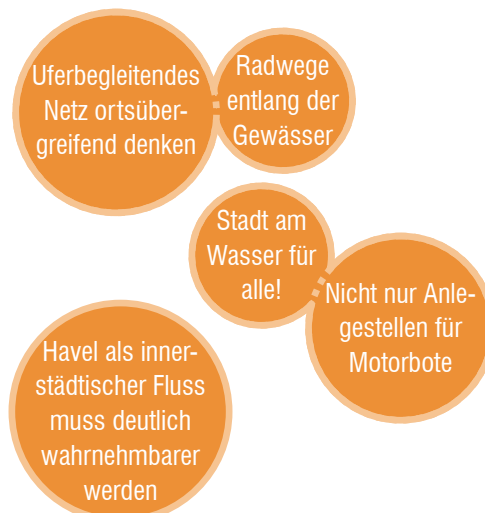 Uferbegleitendes
Netz ortsüber-
greifend denken
Radwege
entlang der
Gewässer
Stadt am
Wasser für
alle!
Nicht nur Anle-
gestellen für
Motorbote
Havel als inner-
städtischer Fluss
muss deutlich
wahrnehmbarer
werden